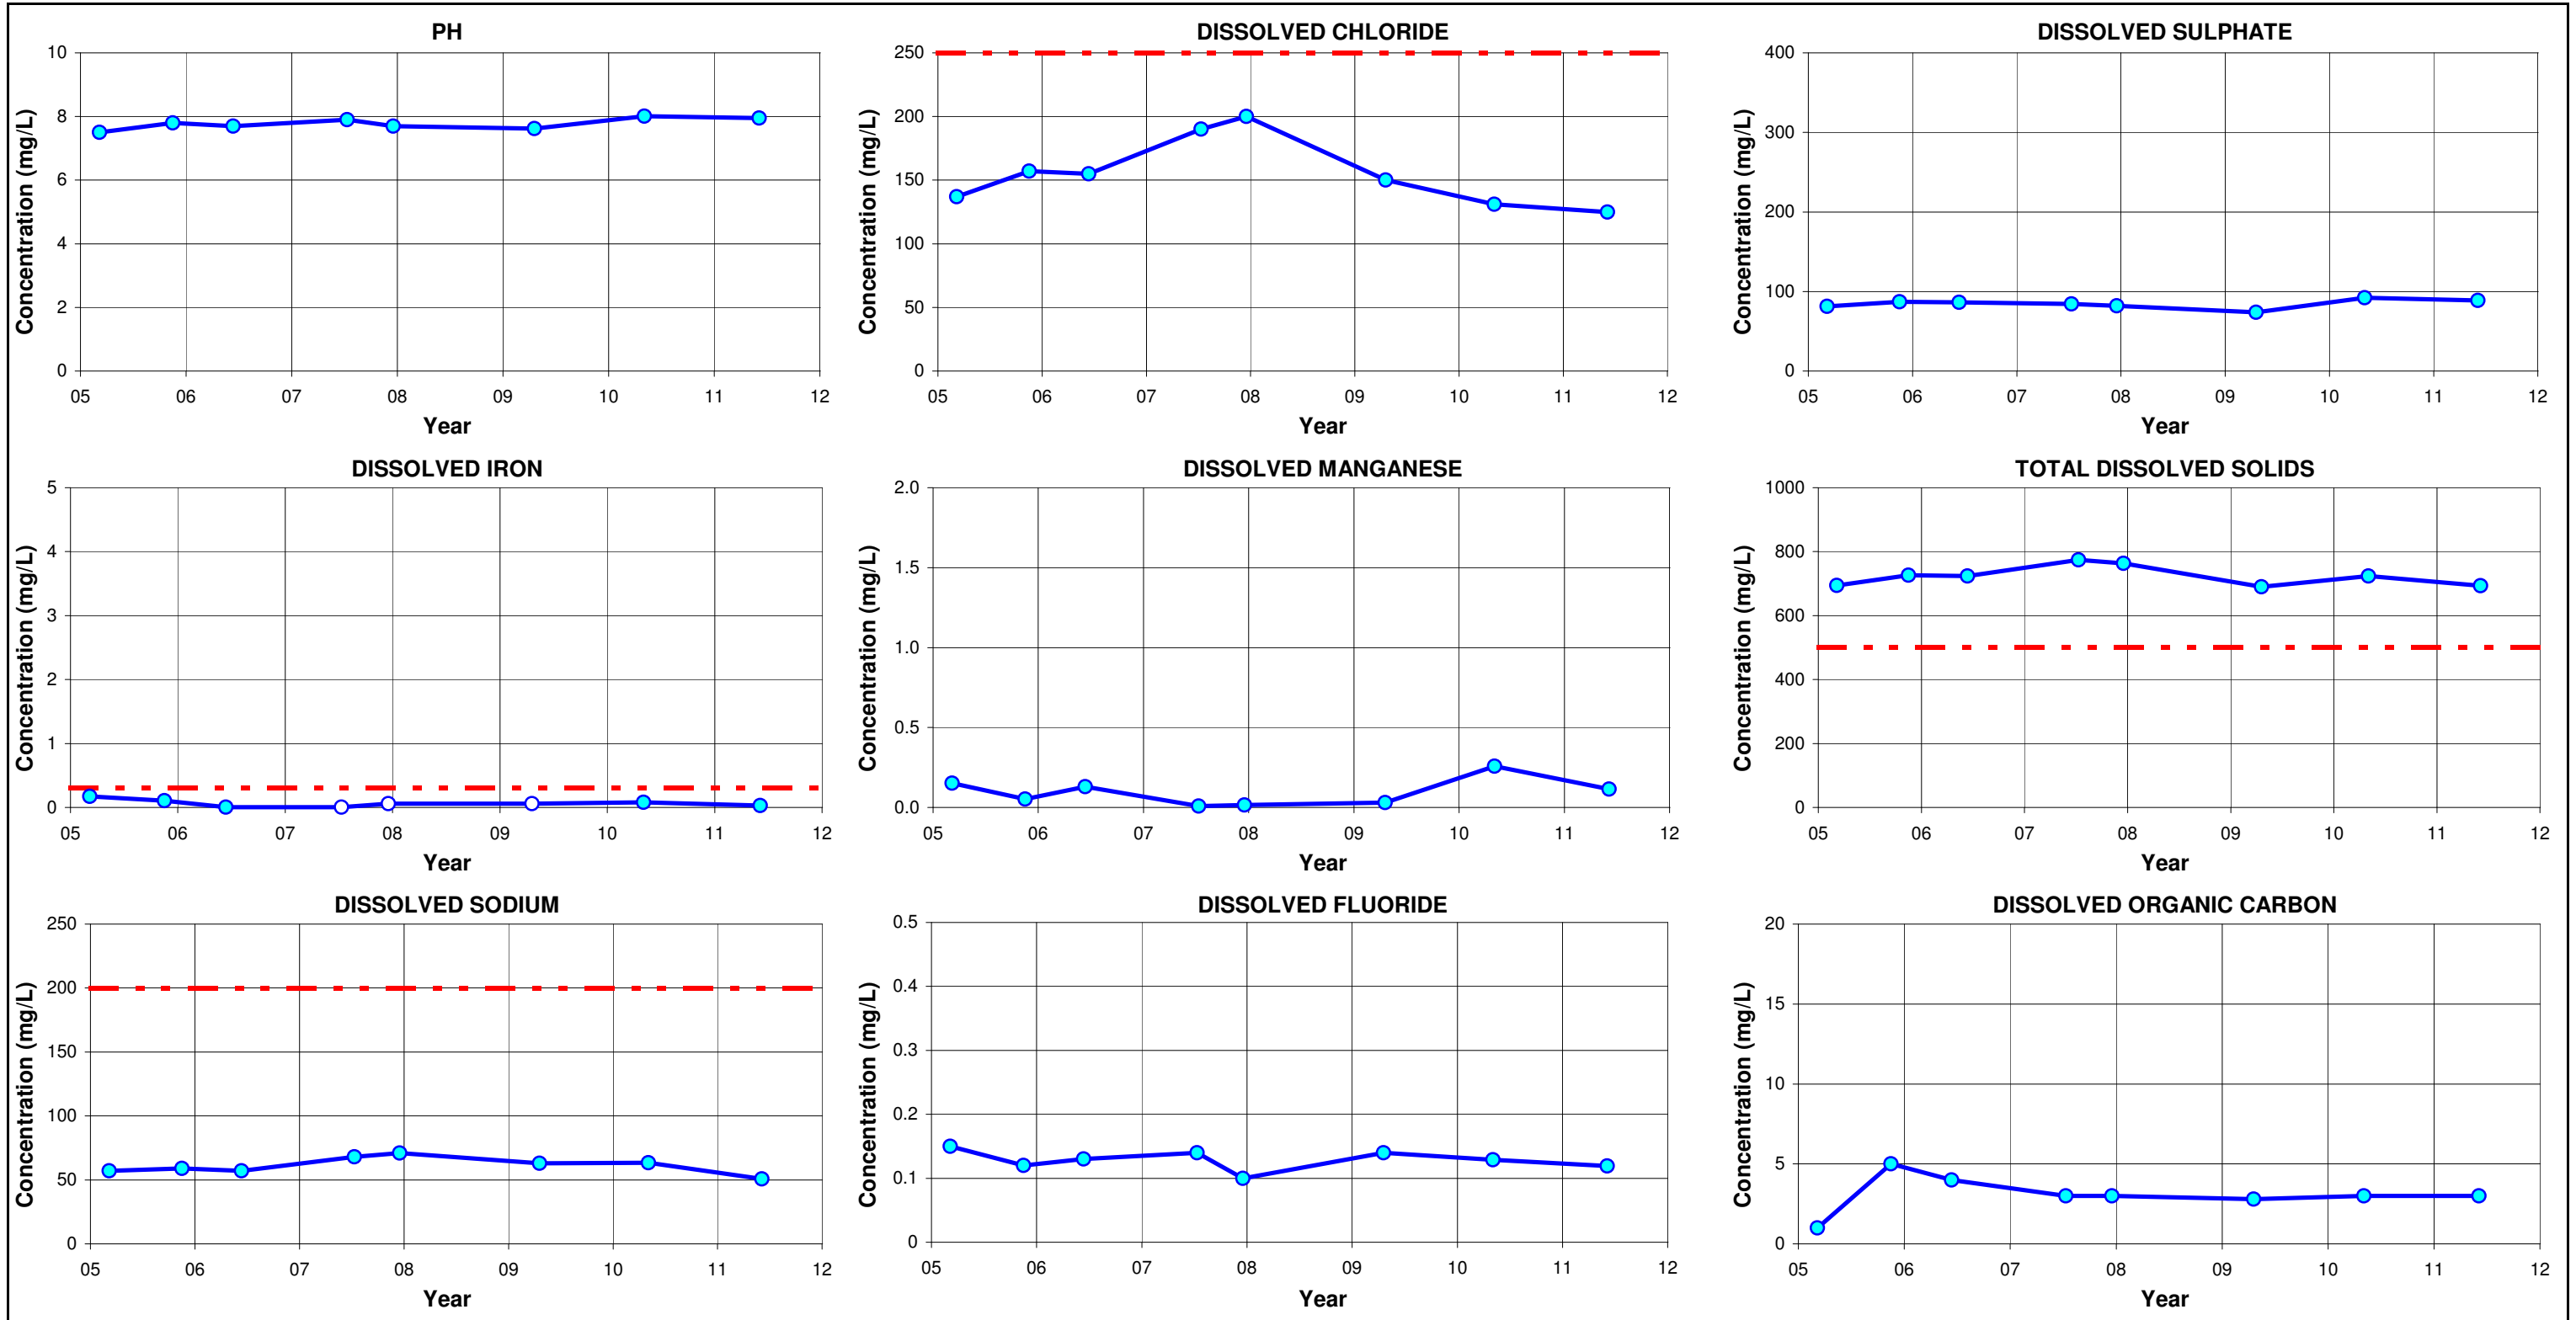 PH
10
8
6
4
2
0
05 06 07 08 09 10 11 12
Concentration (mg/L)
Year
DISSOLVED CHLORIDE
250
200
150
100
50
0
05 06 07 08 09 10 11 12
Concentration (mg/L)
Year
DISSOLVED SULPHATE
400
300
200
100
0
05 06 07 08 09 10 11 12
Concentration (mg/L)
Year
DISSOLVED IRON
5
4
3
2
1
0
05 06 07 08 09 10 11 12
Concentration (mg/L)
Year
DISSOLVED MANGANESE
2.0
1.5
1.0
0.5
0.0
05 06 07 08 09 10 11 12
Concentration (mg/L)
Year
TOTAL DISSOLVED SOLIDS
1000
800
600
400
200
0
05 06 07 08 09 10 11 12
Concentration (mg/L)
Year
DISSOLVED SODIUM
250
200
150
100
50
0
05 06 07 08 09 10 11 12
Concentration (mg/L)
Year
DISSOLVED FLUORIDE
0.5
0.4
0.3
0.2
0.1
0
05 06 07 08 09 10 11 12
Concentration (mg/L)
Year
DISSOLVED ORGANIC CARBON
20
15
10
5
0
05 06 07 08 09 10 11 12
Concentration (mg/L)
Year